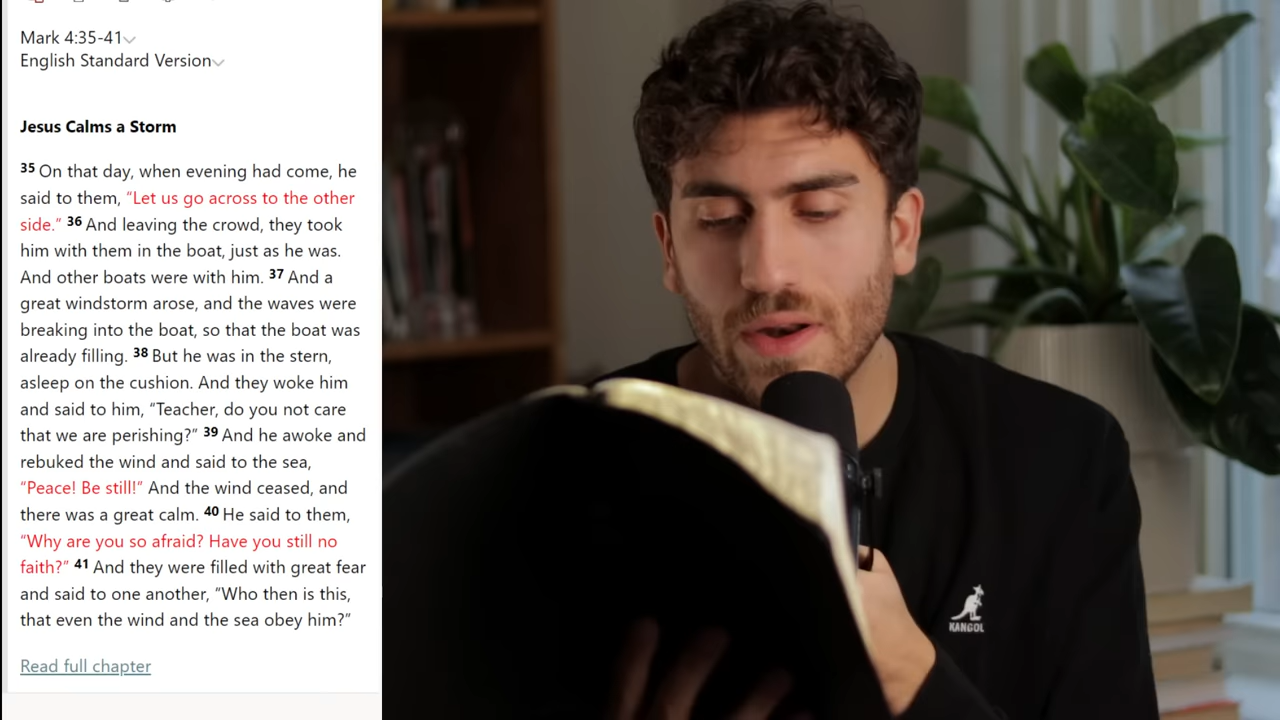 Mark 4:35-41
English Standard Version
Jesus Calms a Storm
35 On that day, when evening had come, he
said to them, “Let us go across to the other
side.” 36 And leaving the crowd, they took
him with them in the boat, just as he was.
And other boats were with him. 37 And a
great windstorm arose, and the waves were
breaking into the boat, so that the boat was
already filling. 38 But he was in the stern,
asleep on the cushion. And they woke him
and said to him, “Teacher, do you not care
that we are perishing?” 39 And he awoke and
rebuked the wind and said to the sea,
“Peace! Be still!” And the wind ceased, and
there was a great calm. 40 He said to them,
“Why are you so afraid? Have you still no
faith?” 41 And they were filled with great fear
and said to one another, “Who then is this,
that even the wind and the sea obey him?”
Read full chapter
KANGOL